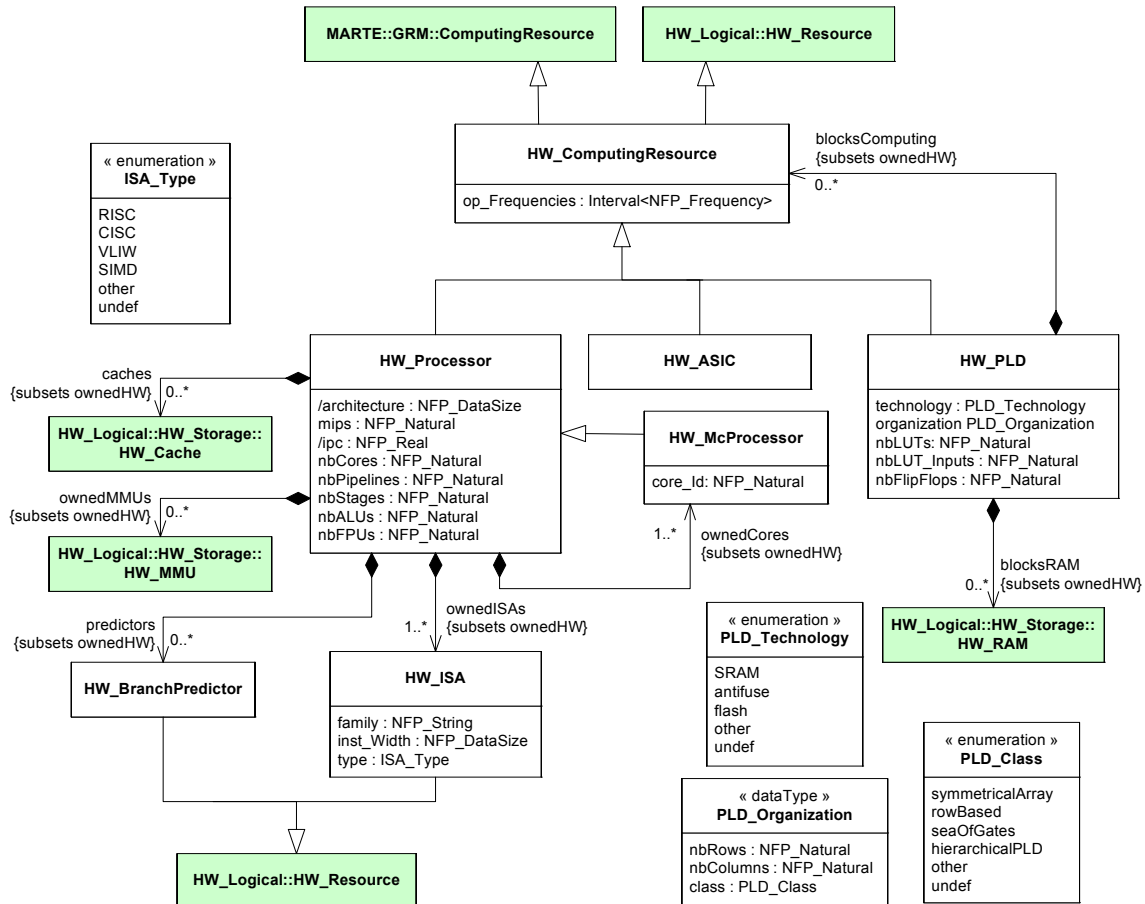 MARTE::GRM::ComputingResource
HW_Logical::HW_Resource
« enumeration »
ISA_Type
RISC
CISC
VLIW
SIMD
other
undef
HW_ComputingResource
op_Frequencies : Interval<NFP_Frequency>
blocksComputing
{subsets ownedHW}
0..*
HW_Processor
/architecture : NFP_DataSize
mips : NFP_Natural
/ipc : NFP_Real
nbCores : NFP_Natural
nbPipelines : NFP_Natural
nbStages : NFP_Natural
nbALUs : NFP_Natural
nbFPUs : NFP_Natural
HW_ASIC
HW_PLD
technology : PLD_Technology
organization PLD_Organization
nbLUTs: NFP_Natural
nbLUT_Inputs : NFP_Natural
nbFlipFlops : NFP_Natural
caches
{subsets ownedHW}
0..*
HW_Logical::HW_Storage::
HW_Cache
HW_McProcessor
core_Id: NFP_Natural
ownedMMUs
{subsets ownedHW}
0..*
HW_Logical::HW_Storage::
HW_MMU
1..*
ownedCores
{subsets ownedHW}
blocksRAM
{subsets ownedHW}
0..*
HW_Logical::HW_Storage::
HW_RAM
predictors
{subsets ownedHW}
0..*
ownedISAs
{subsets ownedHW}
1..*
HW_BranchPredictor
HW_ISA
family : NFP_String
inst_Width : NFP_DataSize
type : ISA_Type
« enumeration »
PLD_Technology
SRAM
antifuse
flash
other
undef
« enumeration »
PLD_Class
symmetricalArray
rowBased
seaOfGates
hierarchicalPLD
other
undef
« dataType »
PLD_Organization
nbRows : NFP_Natural
nbColumns : NFP_Natural
class : PLD_Class
HW_Logical::HW_Resource